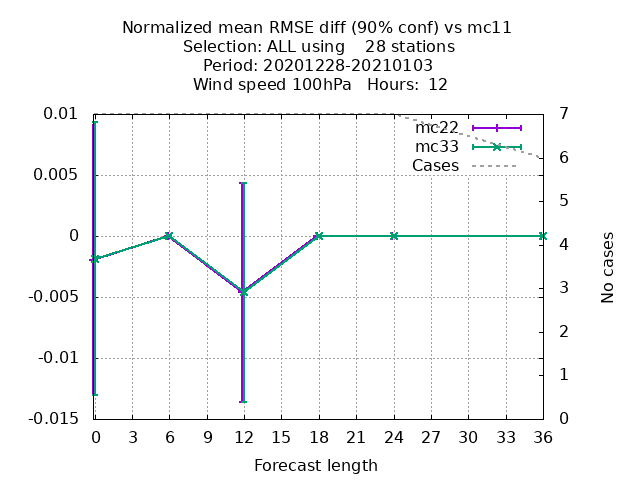 Normalized mean RMSE diff (90% conf) vs mc11
Selection: ALL using    28 stations
Period: 20201228-20210103
Wind speed 100hPa   Hours:  12
0.01
0.005
0
-0.005
-0.01
-0.015
7
6
5
4
3
2
1
0
mc22
mc33
Cases
No cases
0 3 6 9 12 15 18 21 24 27 30 33 36
Forecast length